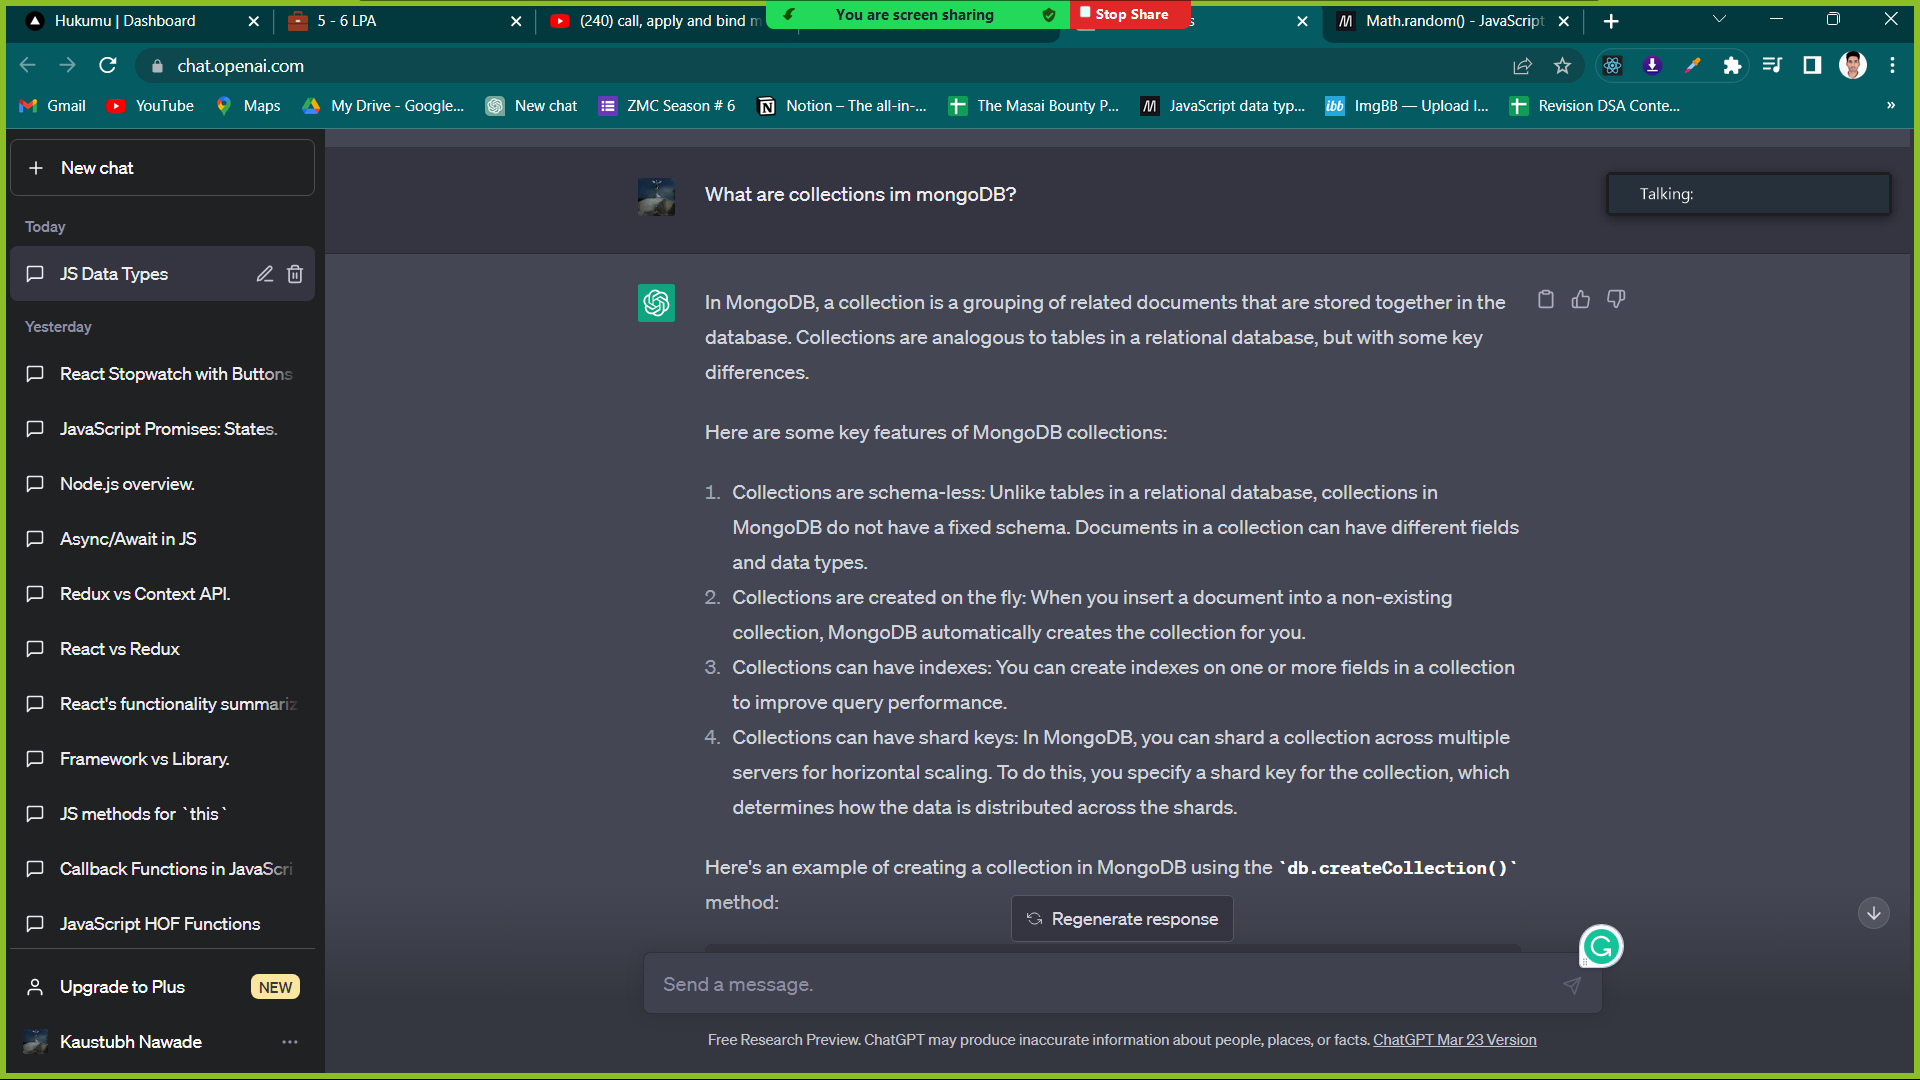 Hukumu | Dashboard
5 - 6 LPA
(240) call, apply and bind m
You are screen sharing
Stop Share
Math.random() - JavaScript
chat.openai.com
Gmail
YouTube
Maps
My Drive - Google...
New chat
ZMC Season # 6
Notion – The all-in-...
The Masai Bounty P...
JavaScript data typ...
ibb
ImgBB — Upload I...
Revision DSA Conte...
»
New chat
Today
JS Data Types
Yesterday
React Stopwatch with Buttons
JavaScript Promises: States.
Node.js overview.
Async/Await in JS
Redux vs Context API.
React vs Redux
React's functionality summariz
Framework vs Library.
JS methods for `this`
Callback Functions in JavaScri
JavaScript HOF Functions
Upgrade to Plus
NEW
Kaustubh Nawade
What are collections im mongoDB?
Talking:
In MongoDB, a collection is a grouping of related documents that are stored together in the
database. Collections are analogous to tables in a relational database, but with some key
differences.
Here are some key features of MongoDB collections:
1. Collections are schema-less: Unlike tables in a relational database, collections in
MongoDB do not have a fixed schema. Documents in a collection can have different fields
and data types.
2. Collections are created on the fly: When you insert a document into a non-existing
collection, MongoDB automatically creates the collection for you.
3. Collections can have indexes: You can create indexes on one or more fields in a collection
to improve query performance.
4. Collections can have shard keys: In MongoDB, you can shard a collection across multiple
servers for horizontal scaling. To do this, you specify a shard key for the collection, which
determines how the data is distributed across the shards.
Here's an example of creating a collection in MongoDB using the `db.createCollection()`
method:
Regenerate response
Send a message.
Free Research Preview. ChatGPT may produce inaccurate information about people, places, or facts. ChatGPT Mar 23 Version